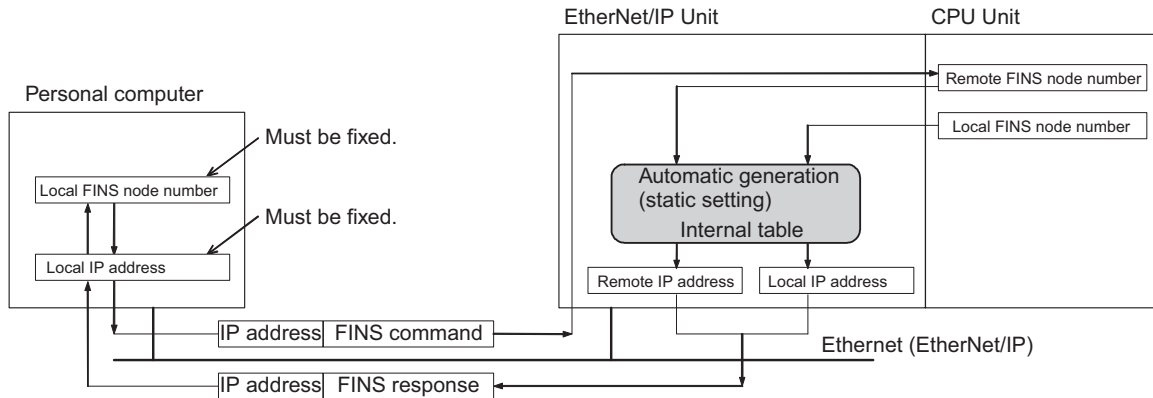 EtherNet/IP Unit
CPU Unit
Remote FINS node number
Personal computer
Local FINS node number
Must be fixed.
Automatic generation
(static setting)
Internal table
Local FINS node number
Must be fixed.
Local IP address
Remote IP address
Local IP address
IP address
FINS command
Ethernet (EtherNet/IP)
IP address
FINS response